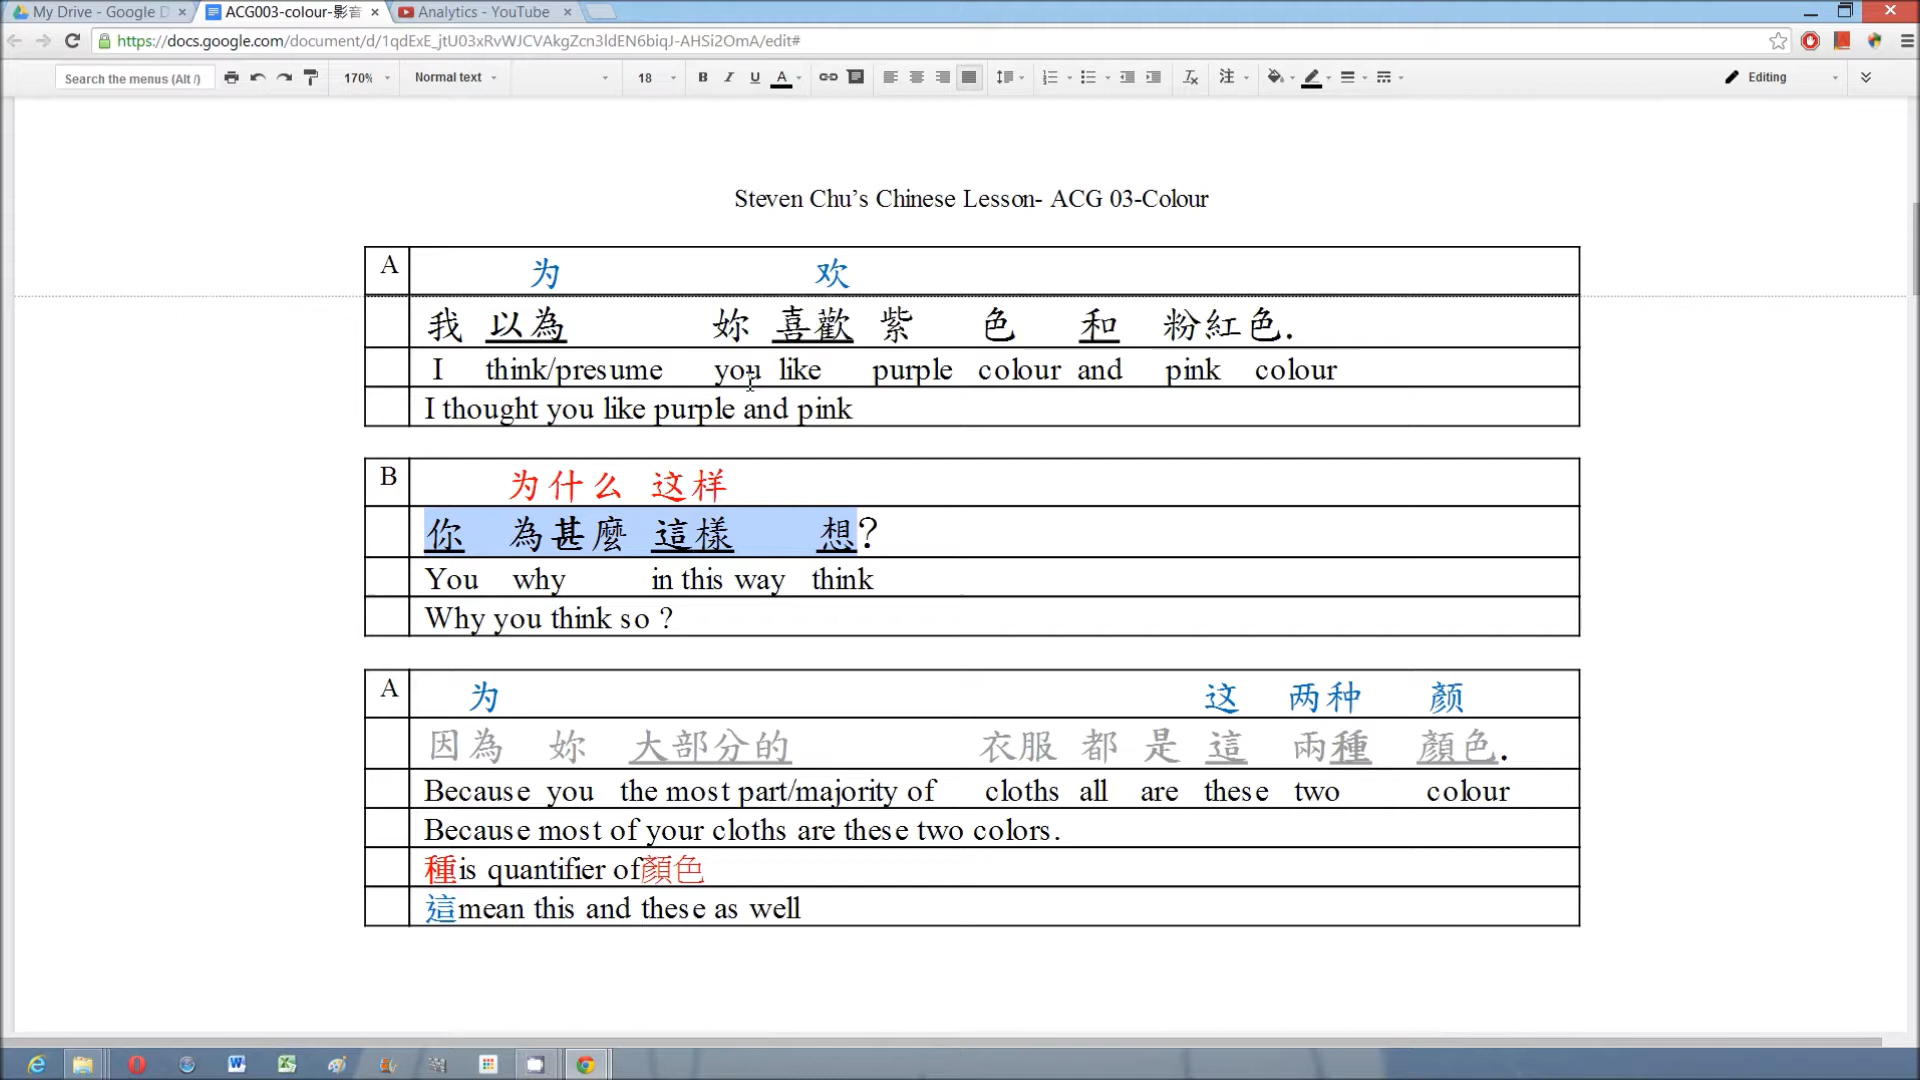 My Drive - Google D
ACG003-colour-影音
Analytics - YouTube
https://docs.google.com/document/d/1qdExE_jtU03xRvWJCVAkgZcn3ldEN6biqJ-AHSi2OmA/edit#
Search the menus (Alt /)
170%
Normal text
18
B I U A
注
Editing
Steven Chu's Chinese Lesson- ACG 03-Colour
A 为 欢
我 以為 妳 喜歡 紫 色 和 粉紅色.
I think/presume you like purple colour and pink colour
I thought you like purple and pink
B 为什么 这样
你 為甚麼 這樣 想?
You why in this way think
Why you think so ?
A 为 这 两种 颜
因為 妳 大部分的 衣服 都 是 這 兩種 顏色.
Because you the most part/majority of cloths all are these two colour
Because most of your cloths are these two colors.
種is quantifier of顏色
這mean this and these as well